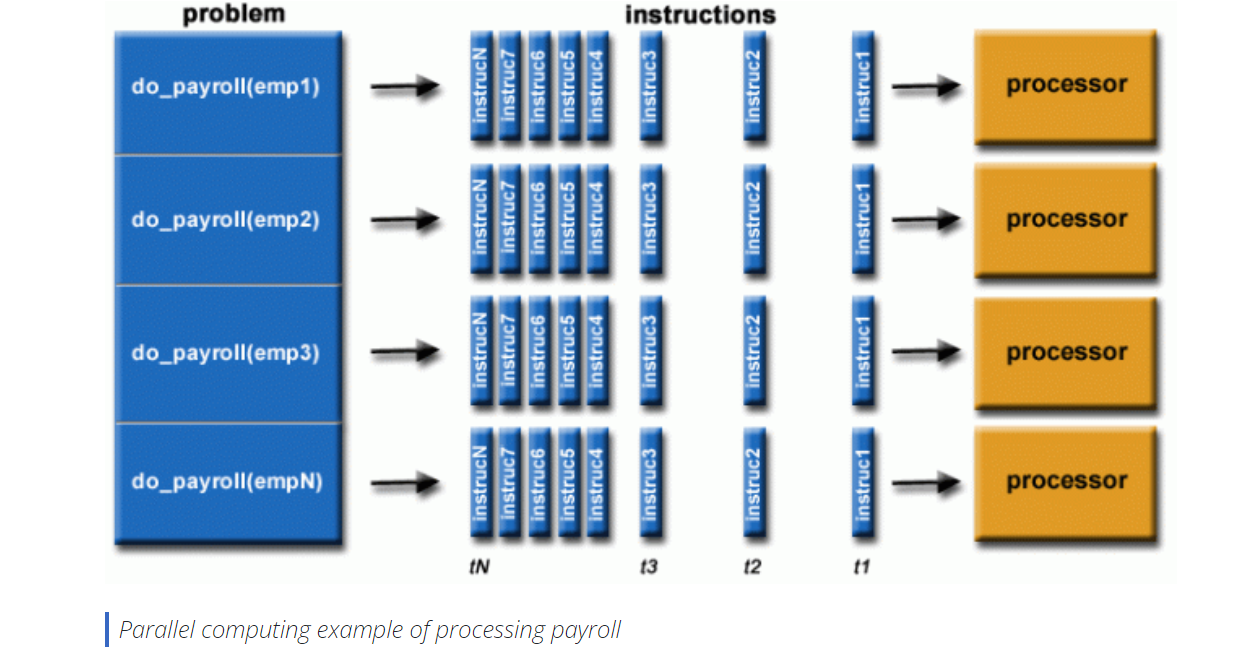 problem
instructions
do_payroll(emp1)
instrucN
instruc7
instruc6
instruc5
instruc4
instruc3
instruc2
instruc1
processor
do_payroll(emp2)
instrucN
instruc7
instruc6
instruc5
instruc4
instruc3
instruc2
instruc1
processor
do_payroll(emp3)
instrucN
instruc7
instruc6
instruc5
instruc4
instruc3
instruc2
instruc1
processor
do_payroll(empN)
instrucN
instruc7
instruc6
instruc5
instruc4
instruc3
instruc2
instruc1
processor
tN
t3
t2
t1
Parallel computing example of processing payroll